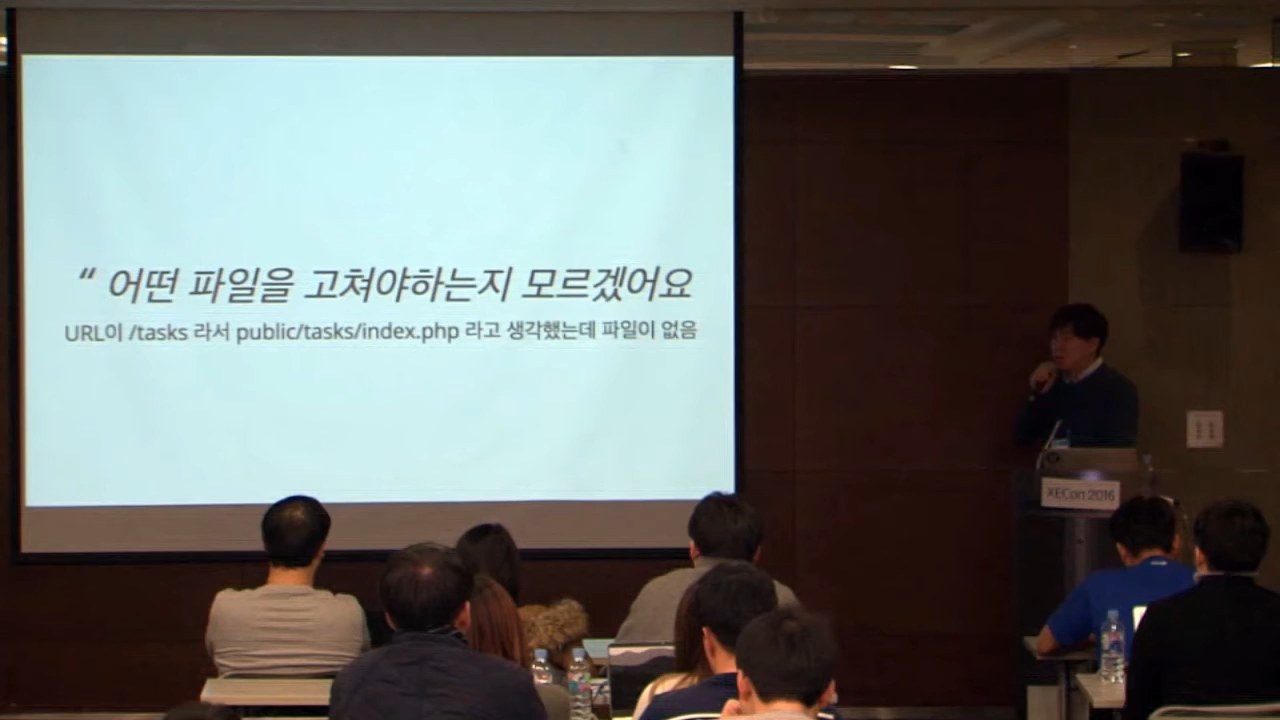 “ 어떤 파일을 고쳐야하는지 모르겠어요
URL이 /tasks 라서 public/tasks/index.php 라고 생각했는데 파일이 없음
XECon 2016